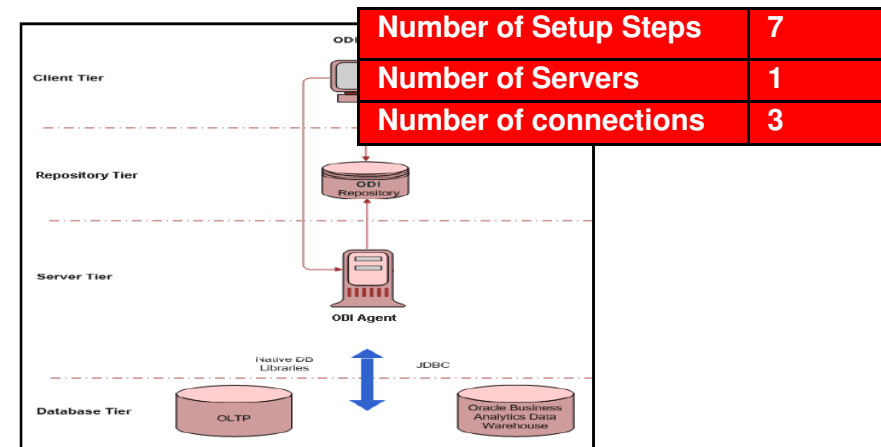 ODI
Number of Setup Steps 7
Client Tier
Number of Servers 1
Number of connections 3
Repository Tier
ODI
Repository
Server Tier
ODI Agent
Native DB
Libraries
JDBC
Database Tier
OLTP
Oracle Business
Analytics Data
Warehouse